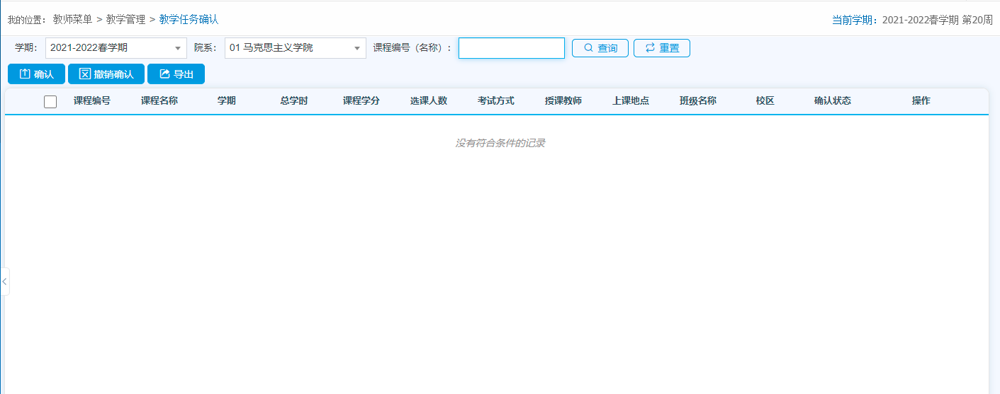 我的位置： 教师菜单 > 教学管理 > 教学任务确认 当前学期：2021-2022春学期 第20周
学期： 2021-2022春学期 院系： 01 马克思主义学院 课程编号（名称）： 查询 重置
确认 撤销确认 导出
课程编号 课程名称 学期 总学时 课程学分 选课人数 考试方式 授课教师 上课地点 班级名称 校区 确认状态 操作
没有符合条件的记录